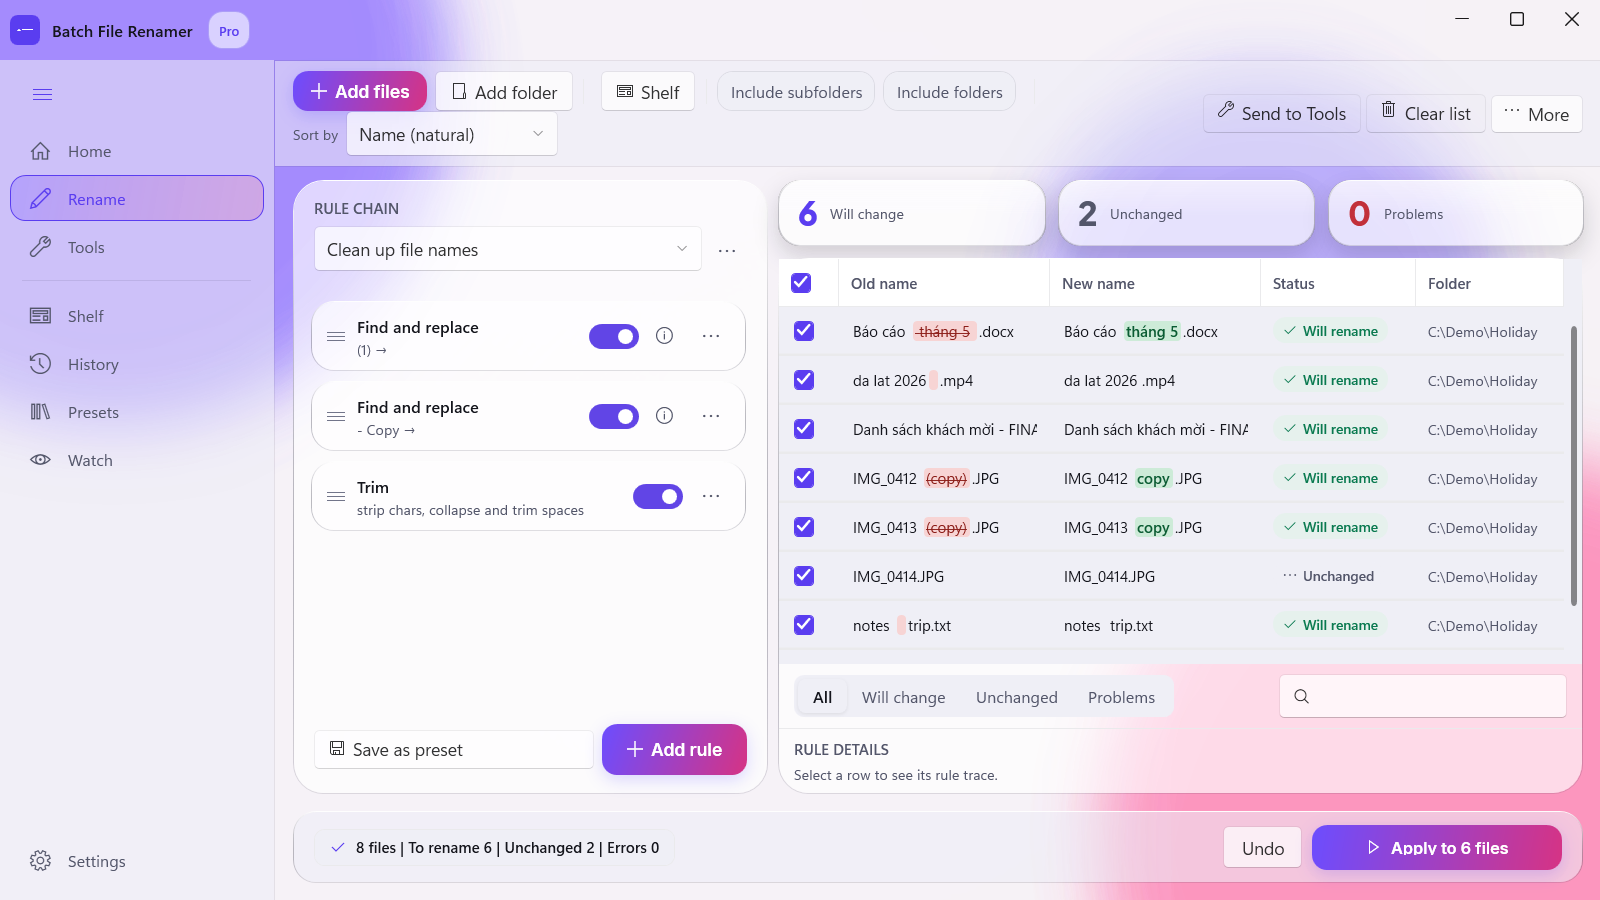 Batch File Renamer Pro
Home
Rename
Tools
Shelf
History
Presets
Watch
Settings
Add files
Add folder
Shelf
Include subfolders
Include folders
Sort by
Name (natural)
Send to Tools
Clear list
More
RULE CHAIN
Clean up file names
Find and replace
(1) →
Find and replace
- Copy →
Trim
strip chars, collapse and trim spaces
Save as preset
Add rule
6 Will change
2 Unchanged
0 Problems
Old name New name Status Folder
Báo cáo tháng 5.docx Báo cáo tháng 5.docx Will rename C:\Demo\Holiday
da lat 2026 .mp4 da lat 2026 .mp4 Will rename C:\Demo\Holiday
Danh sách khách mời - FINA Danh sách khách mời - FINA Will rename C:\Demo\Holiday
IMG_0412 (copy).JPG IMG_0412 copy.JPG Will rename C:\Demo\Holiday
IMG_0413 (copy).JPG IMG_0413 copy.JPG Will rename C:\Demo\Holiday
IMG_0414.JPG IMG_0414.JPG Unchanged C:\Demo\Holiday
notes trip.txt notes trip.txt Will rename C:\Demo\Holiday
All Will change Unchanged Problems
RULE DETAILS
Select a row to see its rule trace.
8 files | To rename 6 | Unchanged 2 | Errors 0
Undo
Apply to 6 files